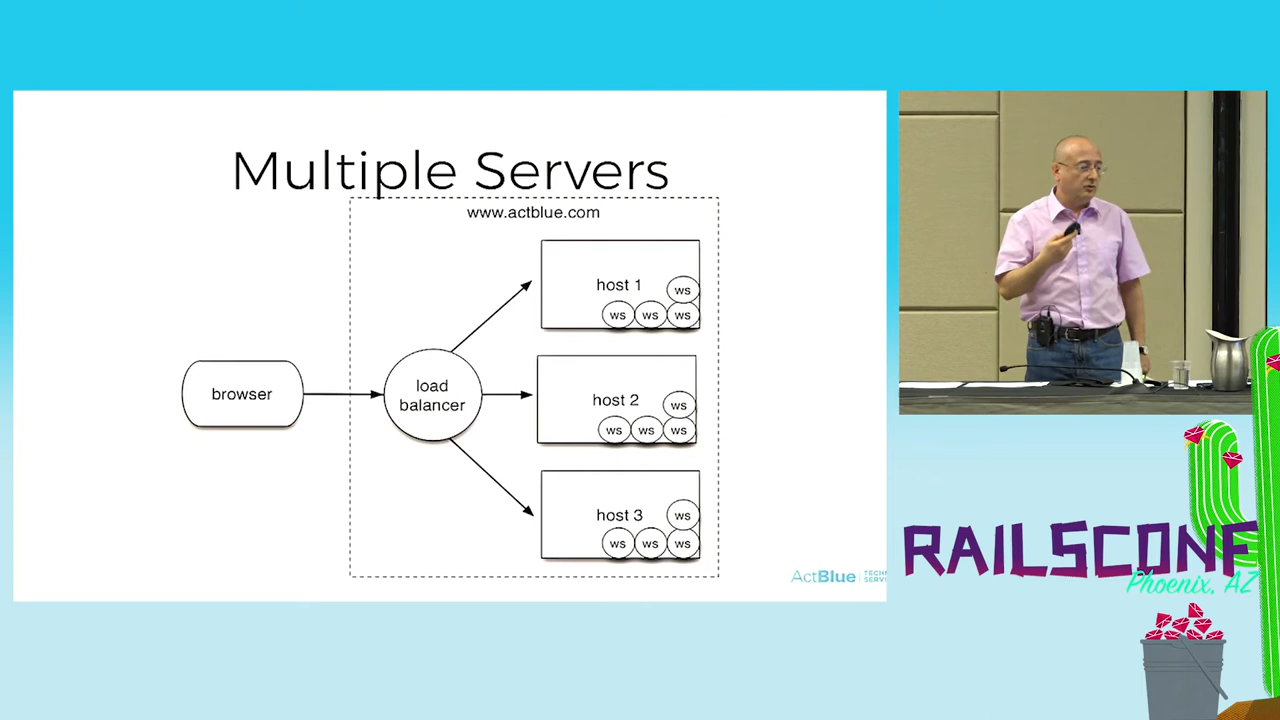 Multiple Servers
www.actblue.com
browser
load
balancer
host 1
ws
ws ws ws
host 2
ws
ws ws ws
host 3
ws
ws ws ws
ActBlue
RAILSCONF
Phoenix, AZ